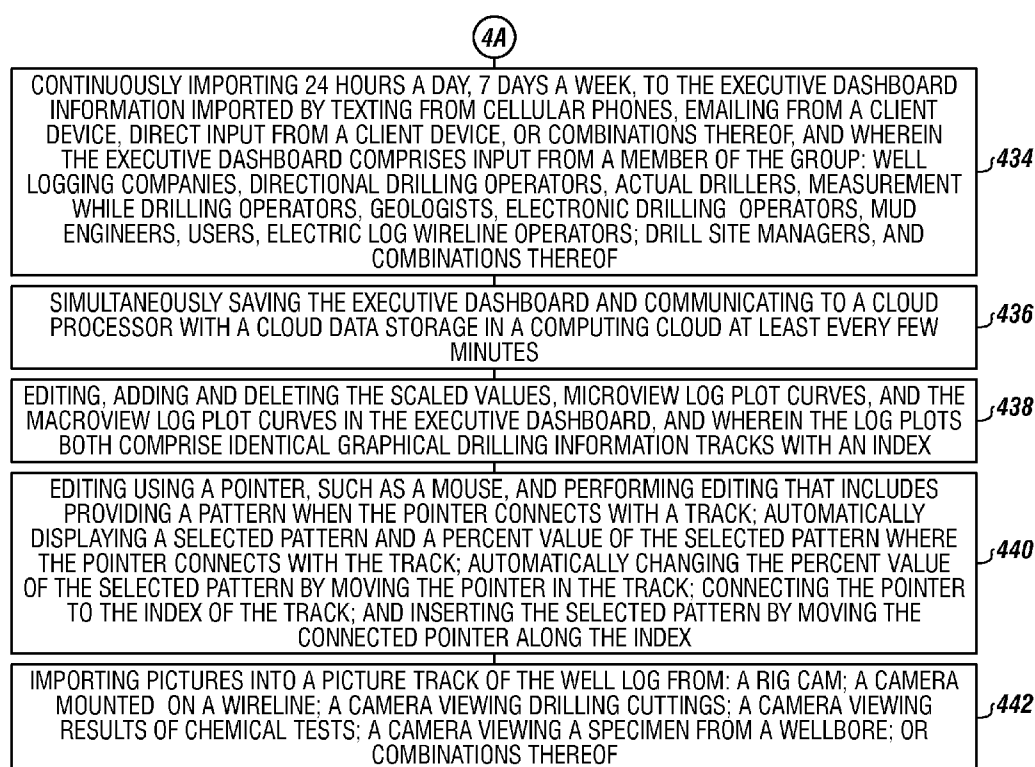 4A
CONTINUOUSLY IMPORTING 24 HOURS A DAY, 7 DAYS A WEEK, TO THE EXECUTIVE DASHBOARD
INFORMATION IMPORTED BY TEXTING FROM CELLULAR PHONES, EMAILING FROM A CLIENT
DEVICE, DIRECT INPUT FROM A CLIENT DEVICE, OR COMBINATIONS THEREOF, AND WHEREIN
THE EXECUTIVE DASHBOARD COMPRISES INPUT FROM A MEMBER OF THE GROUP: WELL
LOGGING COMPANIES, DIRECTIONAL DRILLING OPERATORS, ACTUAL DRILLERS, MEASUREMENT
WHILE DRILLING OPERATORS, GEOLOGISTS, ELECTRONIC DRILLING OPERATORS, MUD
ENGINEERS, USERS, ELECTRIC LOG WIRELINE OPERATORS; DRILL SITE MANAGERS, AND
COMBINATIONS THEREOF
434
SIMULTANEOUSLY SAVING THE EXECUTIVE DASHBOARD AND COMMUNICATING TO A CLOUD
PROCESSOR WITH A CLOUD DATA STORAGE IN A COMPUTING CLOUD AT LEAST EVERY FEW
MINUTES
436
EDITING, ADDING AND DELETING THE SCALED VALUES, MICROVIEW LOG PLOT CURVES, AND THE
MACROVIEW LOG PLOT CURVES IN THE EXECUTIVE DASHBOARD, AND WHEREIN THE LOG PLOTS
BOTH COMPRISE IDENTICAL GRAPHICAL DRILLING INFORMATION TRACKS WITH AN INDEX
438
EDITING USING A POINTER, SUCH AS A MOUSE, AND PERFORMING EDITING THAT INCLUDES
PROVIDING A PATTERN WHEN THE POINTER CONNECTS WITH A TRACK; AUTOMATICALLY
DISPLAYING A SELECTED PATTERN AND A PERCENT VALUE OF THE SELECTED PATTERN WHERE
THE POINTER CONNECTS WITH THE TRACK; AUTOMATICALLY CHANGING THE PERCENT VALUE
OF THE SELECTED PATTERN BY MOVING THE POINTER IN THE TRACK; CONNECTING THE POINTER
TO THE INDEX OF THE TRACK; AND INSERTING THE SELECTED PATTERN BY MOVING THE
CONNECTED POINTER ALONG THE INDEX
440
IMPORTING PICTURES INTO A PICTURE TRACK OF THE WELL LOG FROM: A RIG CAM; A CAMERA
MOUNTED ON A WIRELINE; A CAMERA VIEWING DRILLING CUTTINGS; A CAMERA VIEWING
RESULTS OF CHEMICAL TESTS; A CAMERA VIEWING A SPECIMEN FROM A WELLBORE; OR
COMBINATIONS THEREOF
442